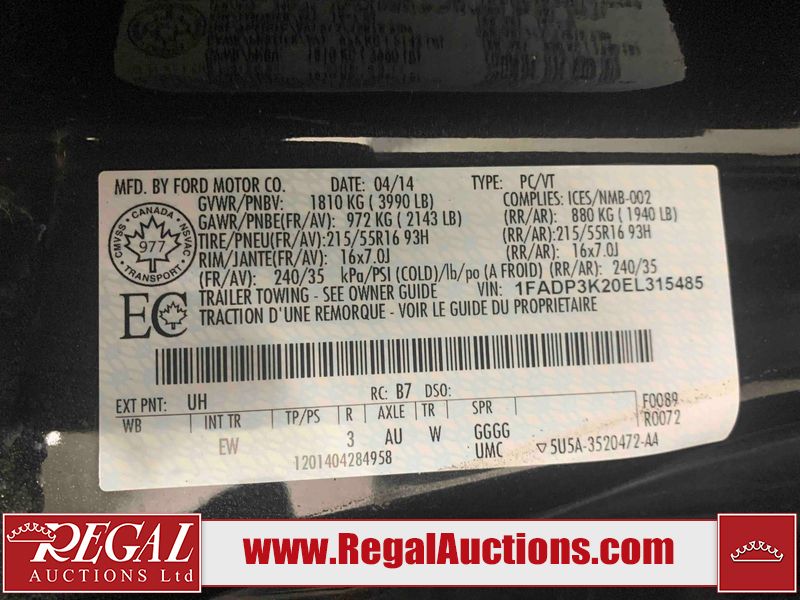 MFD. BY FORD MOTOR CO. DATE: 04/14 TYPE: PC/VT
GVWR/PNBV: 1810 KG ( 3990 LB) COMPLIES: ICES/NMB-002
GAWR/PNBE(FR/AV): 972 KG ( 2143 LB) (RR/AR): 880 KG ( 1940 LB)
TIRE/PNEU(FR/AV): 215/55R16 93H (RR/AR): 215/55R16 93H
RIM/JANTE(FR/AV): 16x7.0J (RR/AR): 16x7.0J
(FR/AV): 240/35 kPa/PSI (COLD)/lb/po (A FROID) (RR/AR): 240/35
TRAILER TOWING - SEE OWNER GUIDE VIN: 1FADP3K20EL315485
TRACTION D'UNE REMORQUE - VOIR LE GUIDE DU PROPRIETAIRE
CANADA
CMVSS 977 NSVAC
TRANSPORT
EC
EXT PNT: UH RC: B7 DSO:
WB INT TR TP/PS R AXLE TR SPR F0089
EW 3 AU W GGGG R0072
1201404284958 UMC ▽5U5A-3520472-AA
REGAL
AUCTIONS Ltd
www.RegalAuctions.com